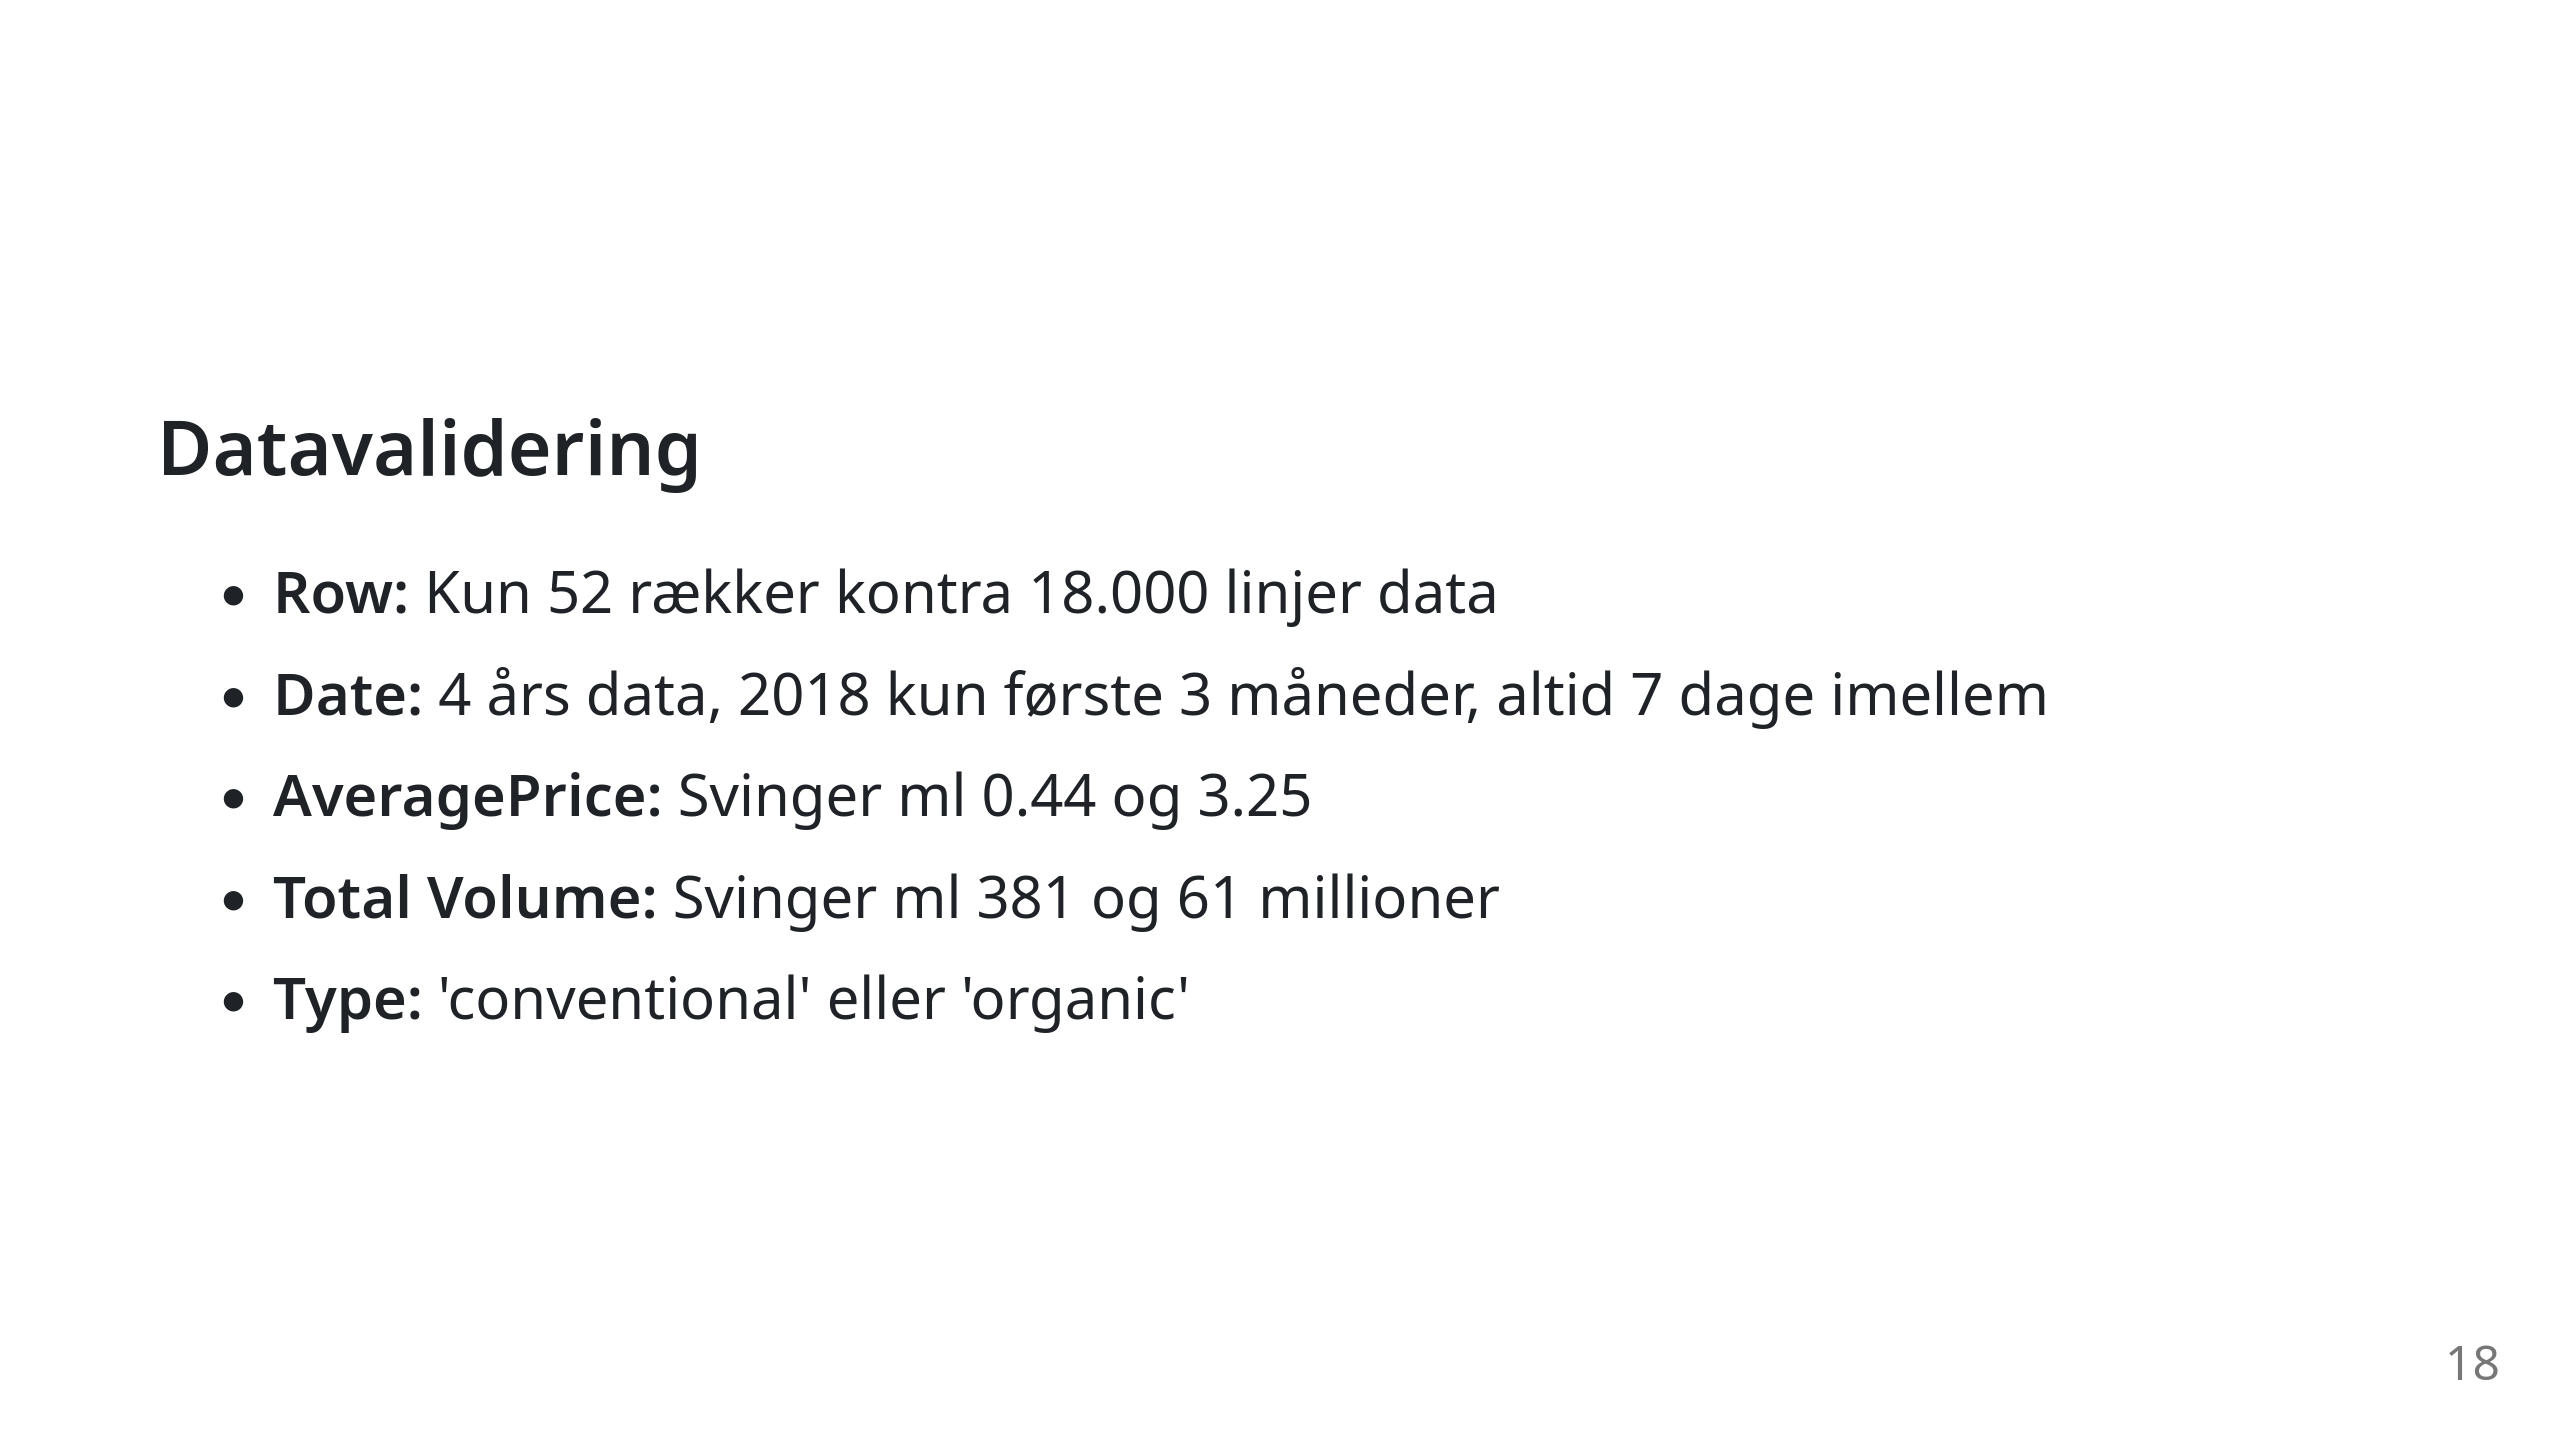 Datavalidering
• Row: Kun 52 rækker kontra 18.000 linjer data
• Date: 4 års data, 2018 kun første 3 måneder, altid 7 dage imellem
• AveragePrice: Svinger ml 0.44 og 3.25
• Total Volume: Svinger ml 381 og 61 millioner
• Type: 'conventional' eller 'organic'
18